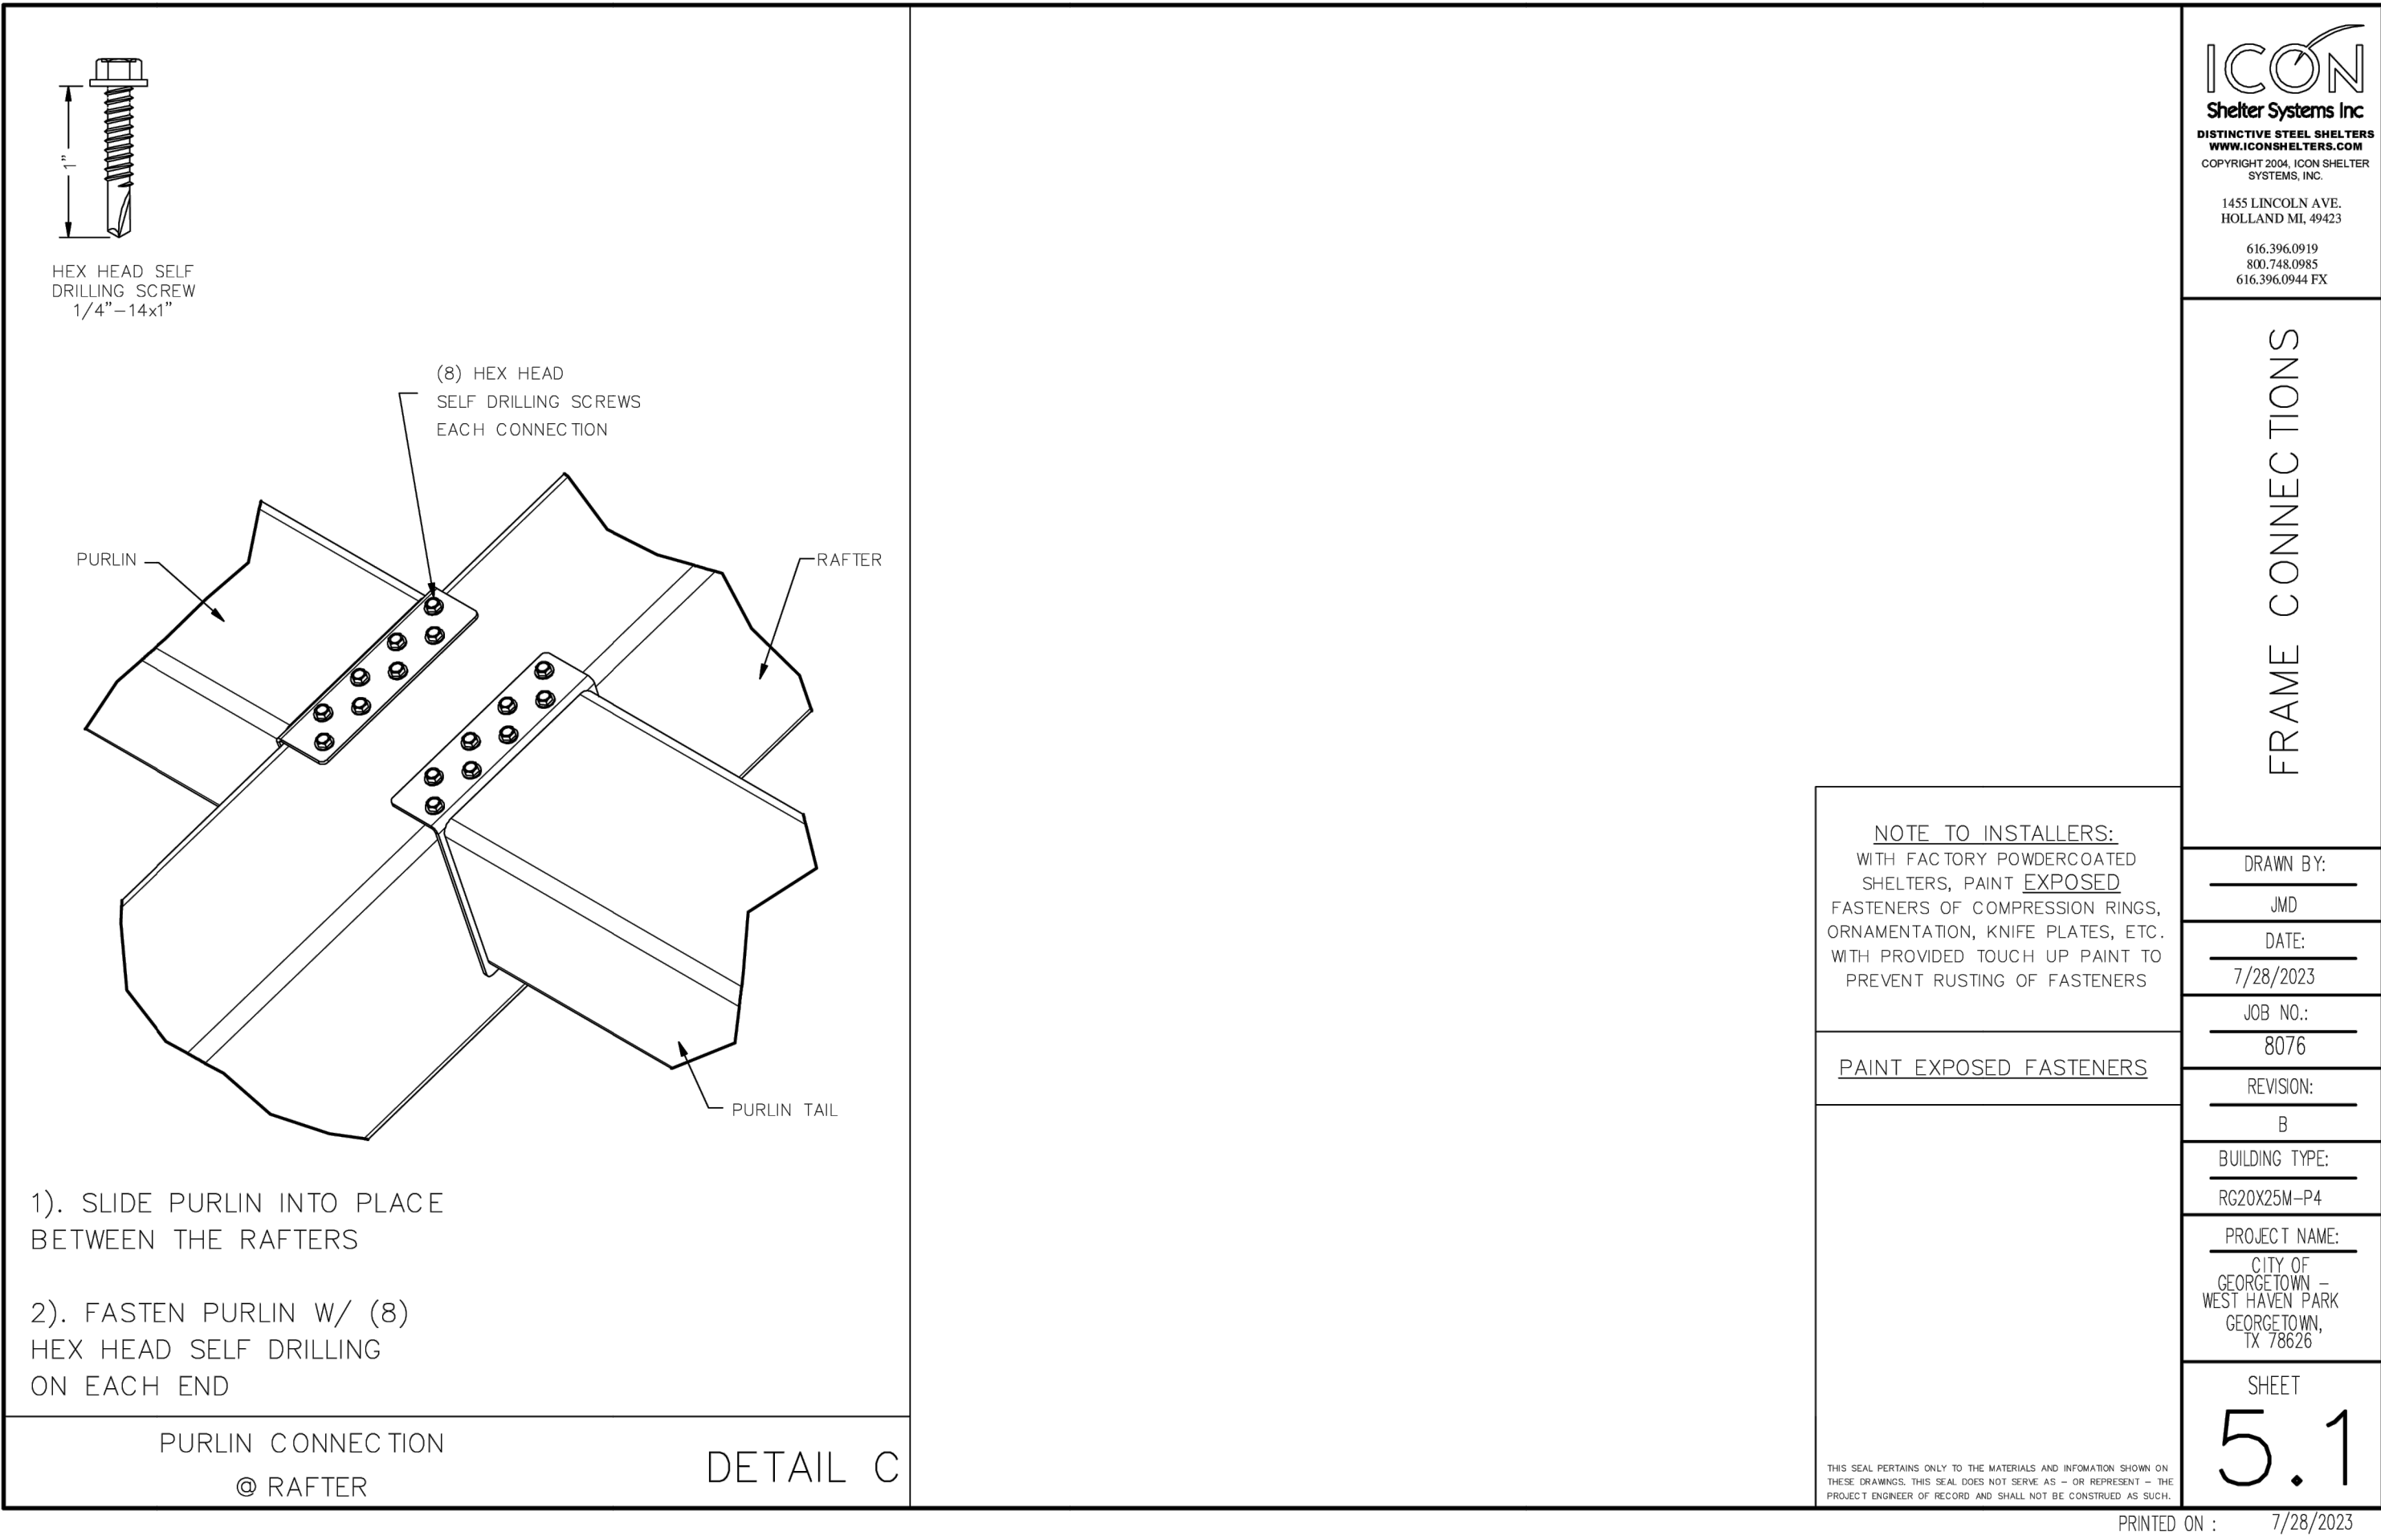 1"
HEX HEAD SELF
DRILLING SCREW
1/4"-14x1"
(8) HEX HEAD
SELF DRILLING SCREWS
EACH CONNECTION
PURLIN
RAFTER
PURLIN TAIL
1). SLIDE PURLIN INTO PLACE
BETWEEN THE RAFTERS
2). FASTEN PURLIN W/ (8)
HEX HEAD SELF DRILLING
ON EACH END
PURLIN CONNECTION
@ RAFTER
DETAIL C
NOTE TO INSTALLERS:
WITH FACTORY POWDERCOATED
SHELTERS, PAINT EXPOSED
FASTENERS OF COMPRESSION RINGS,
ORNAMENTATION, KNIFE PLATES, ETC.
WITH PROVIDED TOUCH UP PAINT TO
PREVENT RUSTING OF FASTENERS
PAINT EXPOSED FASTENERS
THIS SEAL PERTAINS ONLY TO THE MATERIALS AND INFOMATION SHOWN ON
THESE DRAWINGS. THIS SEAL DOES NOT SERVE AS - OR REPRESENT - THE
PROJECT ENGINEER OF RECORD AND SHALL NOT BE CONSTRUED AS SUCH.
ICON
Shelter Systems Inc
DISTINCTIVE STEEL SHELTERS
WWW.ICONSHELTERS.COM
COPYRIGHT 2004, ICON SHELTER
SYSTEMS, INC.
1455 LINCOLN AVE.
HOLLAND MI, 49423
616.396.0919
800.748.0985
616.396.0944 FX
FRAME CONNECTIONS
DRAWN BY:
JMD
DATE:
7/28/2023
JOB NO.:
8076
REVISION:
B
BUILDING TYPE:
RG20X25M-P4
PROJECT NAME:
CITY OF
GEORGETOWN -
WEST HAVEN PARK
GEORGETOWN,
TX 78626
SHEET
5.1
PRINTED ON : 7/28/2023